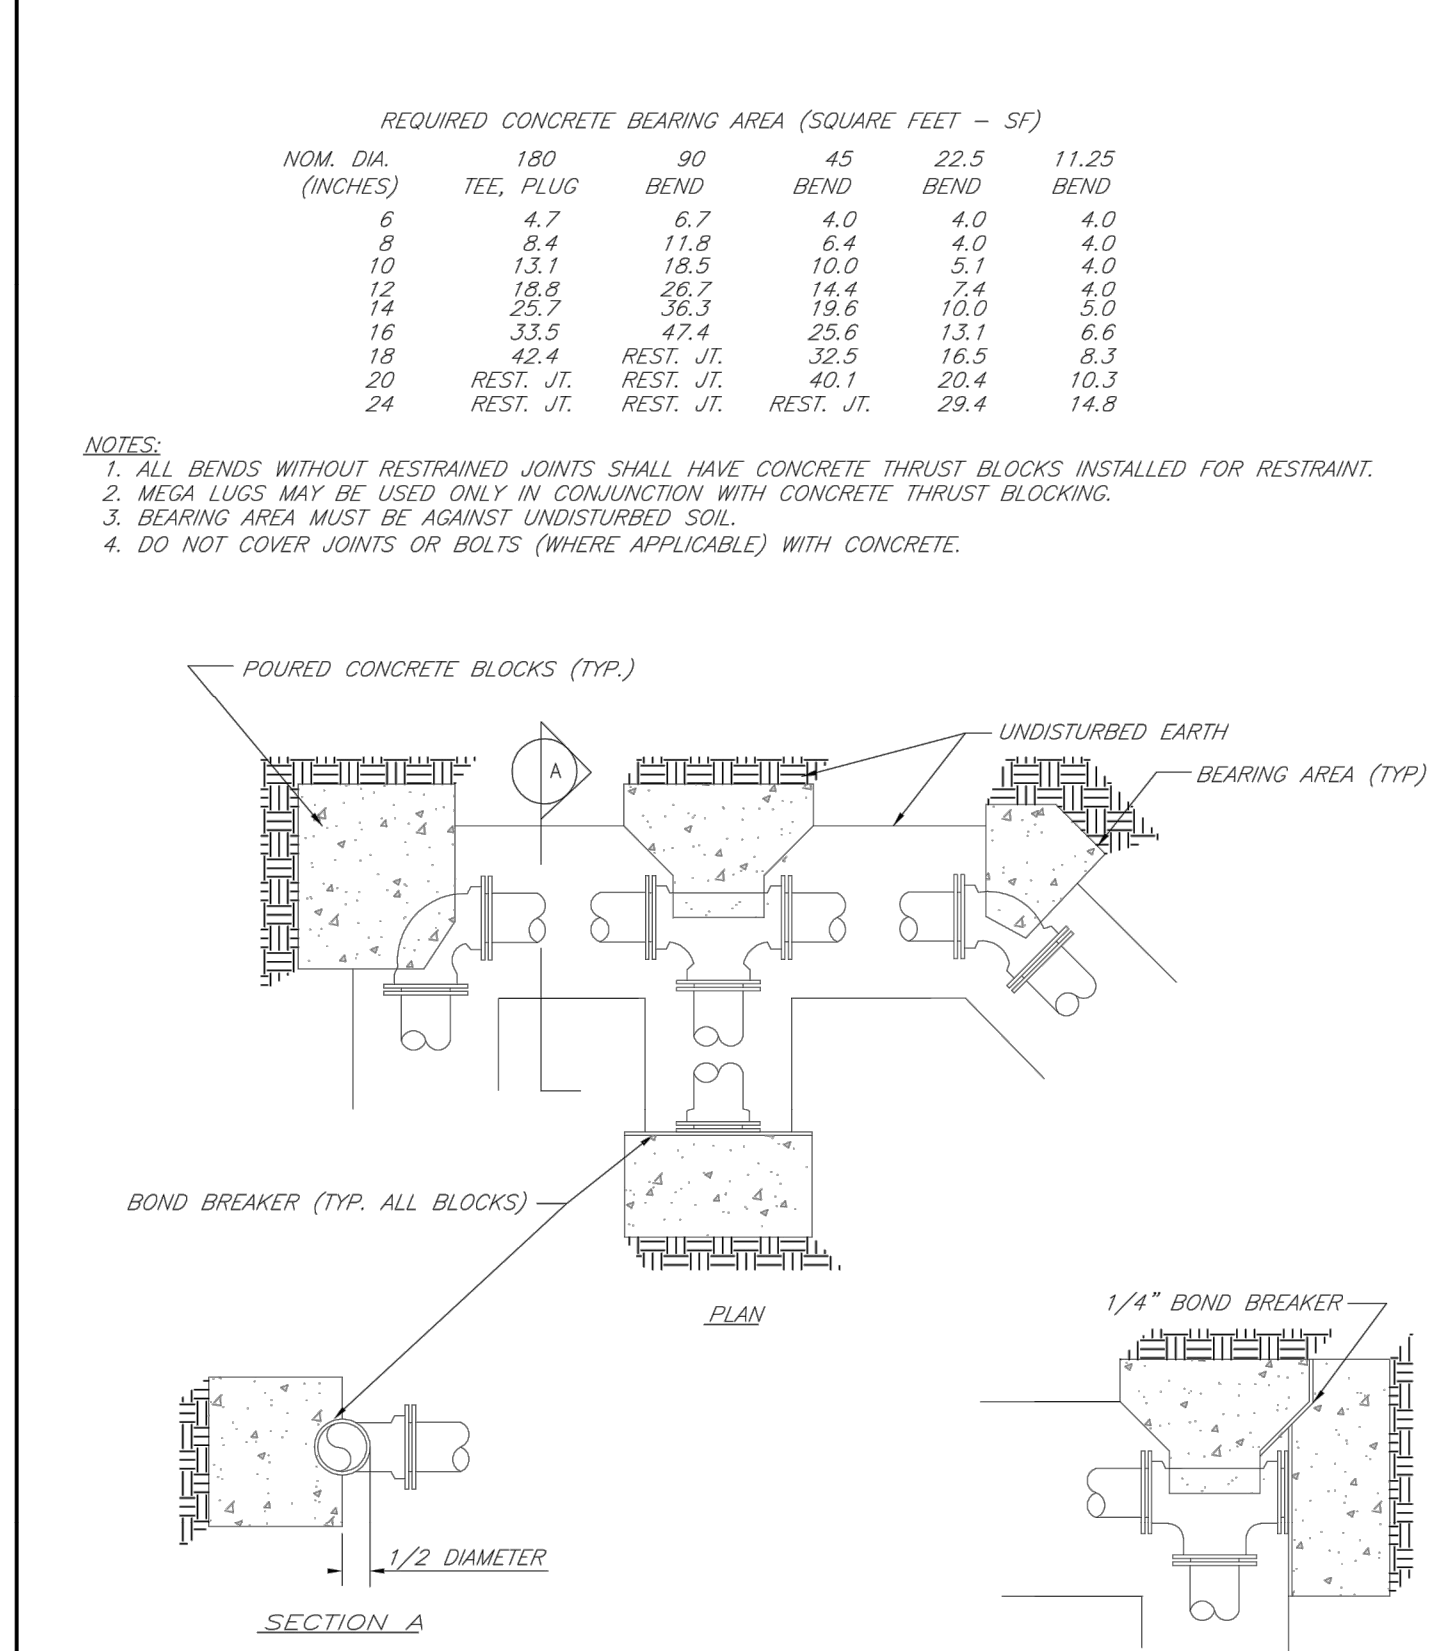 REQUIRED CONCRETE BEARING AREA (SQUARE FEET – SF)
NOM. DIA. 180 90 45 22.5 11.25
(INCHES) TEE, PLUG BEND BEND BEND BEND
6 4.7 6.7 4.0 4.0 4.0
8 8.4 11.8 6.4 4.0 4.0
10 13.1 18.5 10.0 5.1 4.0
12 18.8 26.7 14.4 7.4 4.0
14 25.7 36.3 19.6 10.0 5.0
16 33.5 47.4 25.6 13.1 6.6
18 42.4 REST. JT. 32.5 16.5 8.3
20 REST. JT. REST. JT. 40.1 20.4 10.3
24 REST. JT. REST. JT. REST. JT. 29.4 14.8
NOTES:
1. ALL BENDS WITHOUT RESTRAINED JOINTS SHALL HAVE CONCRETE THRUST BLOCKS INSTALLED FOR RESTRAINT.
2. MEGA LUGS MAY BE USED ONLY IN CONJUNCTION WITH CONCRETE THRUST BLOCKING.
3. BEARING AREA MUST BE AGAINST UNDISTURBED SOIL.
4. DO NOT COVER JOINTS OR BOLTS (WHERE APPLICABLE) WITH CONCRETE.
POURED CONCRETE BLOCKS (TYP.)
UNDISTURBED EARTH
A
BEARING AREA (TYP)
BOND BREAKER (TYP. ALL BLOCKS)
PLAN
1/4" BOND BREAKER
1/2 DIAMETER
SECTION A